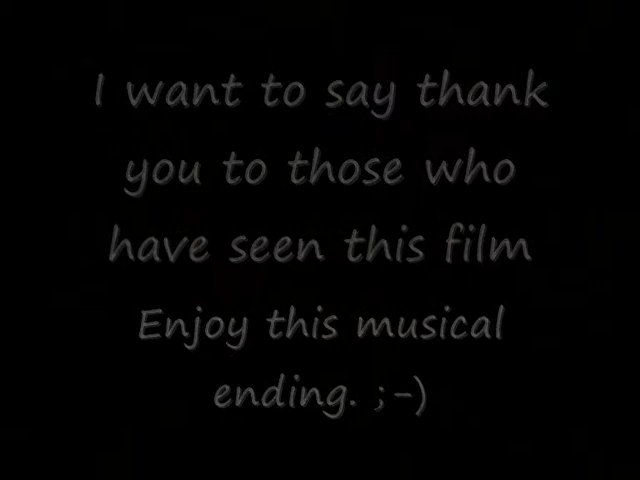 I want to say thank
you to those who
have seen this film
Enjoy this musical
ending. ;-)